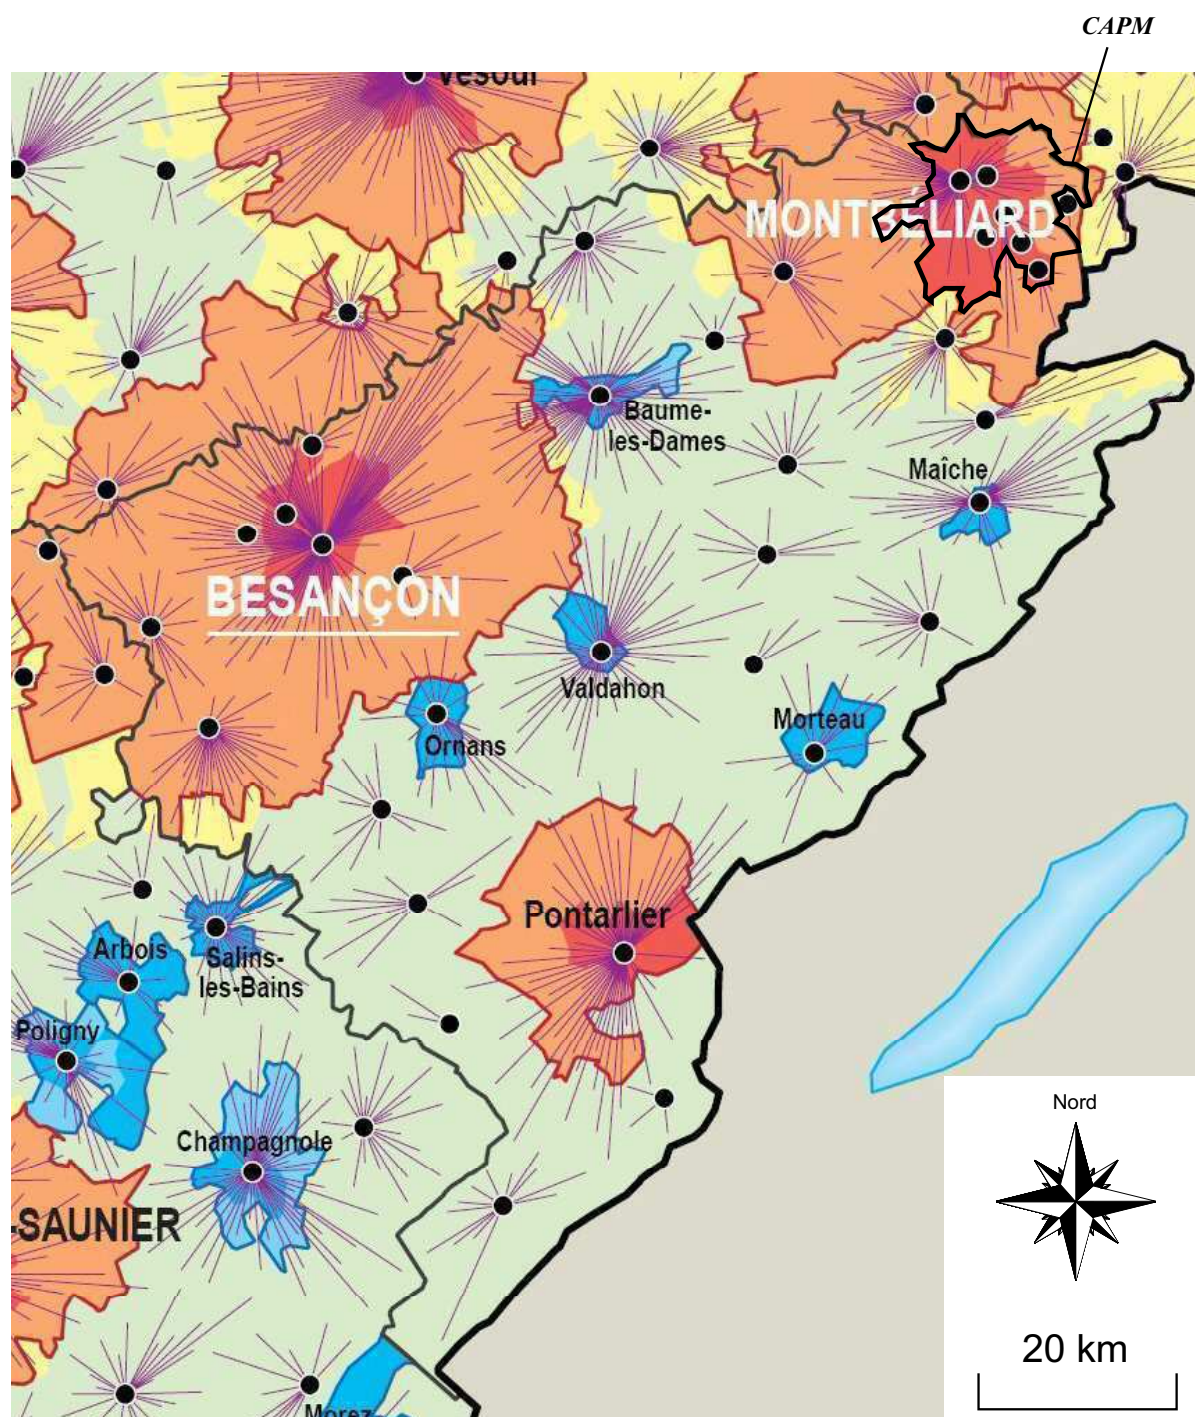 CAPM
Vesoul
MONTBÉLIARD
Baume-
les-Dames
Maîche
BESANÇON
Valdahon
Ornans
Morteau
Pontarlier
Arbois
Salins-
les-Bains
Poligny
Nord
Champagnole
-SAUNIER
20 km
Morez